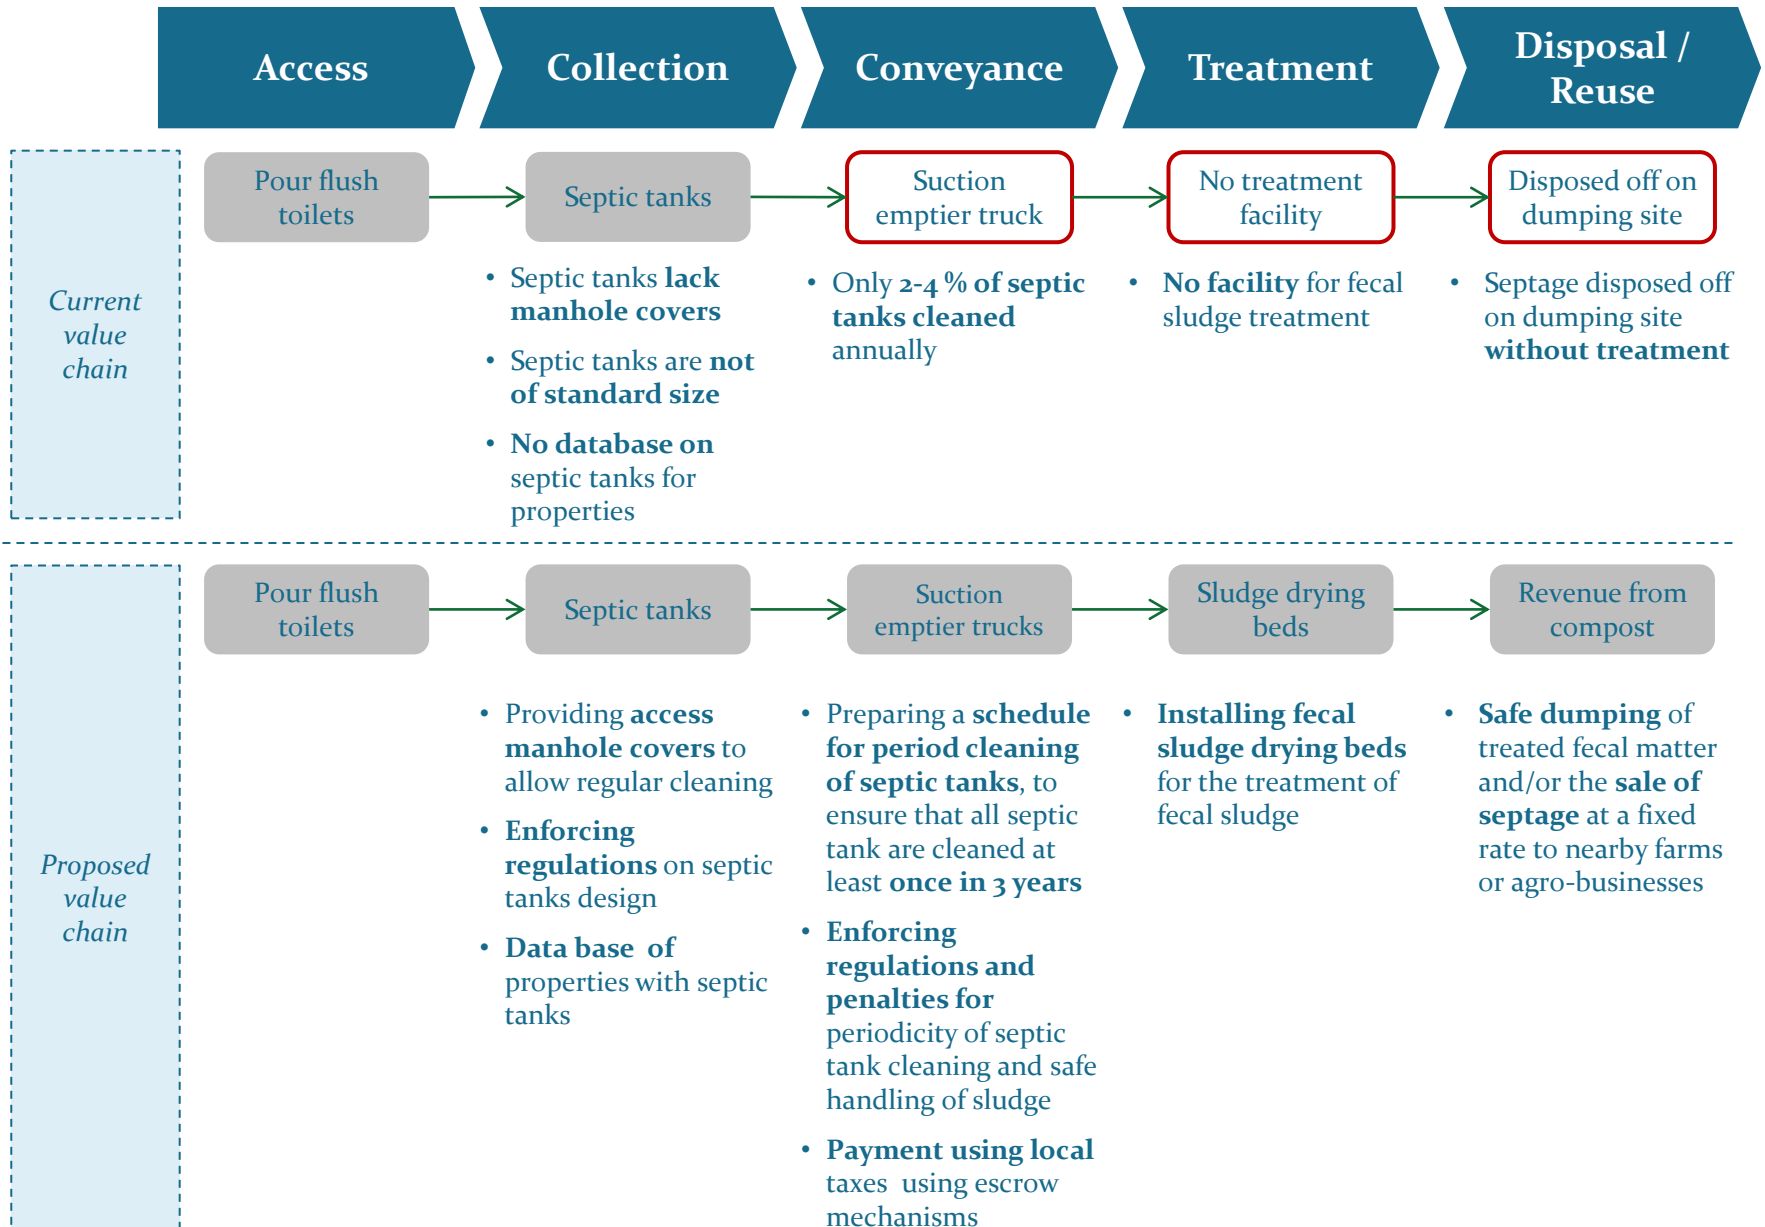 Access
Collection
Conveyance
Treatment
Disposal /
Reuse
Current
value
chain
Pour flush
toilets
Septic tanks
Suction
emptier truck
No treatment
facility
Disposed off on
dumping site
• Septic tanks lack
manhole covers
• Septic tanks are not
of standard size
• No database on
septic tanks for
properties
• Only 2-4 % of septic
tanks cleaned
annually
• No facility for fecal
sludge treatment
• Septage disposed off
on dumping site
without treatment
Proposed
value
chain
Pour flush
toilets
Septic tanks
Suction
emptier trucks
Sludge drying
beds
Revenue from
compost
• Providing access
manhole covers to
allow regular cleaning
• Enforcing
regulations on septic
tanks design
• Data base of
properties with septic
tanks
• Preparing a schedule
for period cleaning
of septic tanks, to
ensure that all septic
tank are cleaned at
least once in 3 years
• Enforcing
regulations and
penalties for
periodicity of septic
tank cleaning and safe
handling of sludge
• Payment using local
taxes using escrow
mechanisms
• Installing fecal
sludge drying beds
for the treatment of
fecal sludge
• Safe dumping of
treated fecal matter
and/or the sale of
septage at a fixed
rate to nearby farms
or agro-businesses